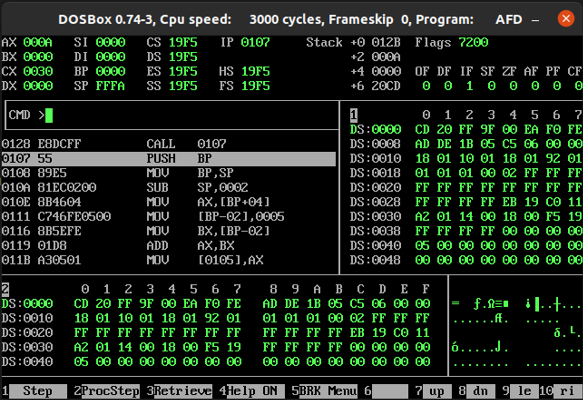 DOSBox 0.74-3, Cpu speed: 3000 cycles, Frameskip 0, Program: AFD
AX 000A SI 0000 CS 19F5 IP 0107 Stack +0 012B Flags 7200
BX 0000 DI 0000 DS 19F5 +2 000A
CX 0030 BP 0000 ES 19F5 HS 19F5 +4 0000 OF DF IF SF ZF AF PF CF
DX 0000 SP FFFA SS 19F5 FS 19F5 +6 20CD 0 0 1 0 0 0 0 0
CMD >
1 0 1 2 3 4 5 6 7
DS:0000 CD 20 FF 9F 00 EA F0 FE
DS:0008 AD DE 1B 05 C5 06 00 00
DS:0010 18 01 10 01 18 01 92 01
DS:0018 01 01 01 00 02 FF FF FF
DS:0020 FF FF FF FF FF FF FF FF
DS:0028 FF FF FF FF EB 19 C0 11
DS:0030 A2 01 14 00 18 00 F5 19
DS:0038 FF FF FF FF 00 00 00 00
DS:0040 05 00 00 00 00 00 00 00
DS:0048 00 00 00 00 00 00 00 00
0128 E8DCFF CALL 0107
0107 55 PUSH BP
0108 89E5 MOV BP,SP
010A 81EC0200 SUB SP,0002
010E 8B4604 MOV AX,[BP+04]
0111 C746FE0500 MOV [BP-02],0005
0116 8B5EFE MOV BX,[BP-02]
0119 01D8 ADD AX,BX
011B A30501 MOV [0105],AX
2 0 1 2 3 4 5 6 7 8 9 A B C D E F
DS:0000 CD 20 FF 9F 00 EA F0 FE AD DE 1B 05 C5 06 00 00
DS:0010 18 01 10 01 18 01 92 01 01 01 01 00 02 FF FF FF
DS:0020 FF FF FF FF FF FF FF FF FF FF FF FF EB 19 C0 11
DS:0030 A2 01 14 00 18 00 F5 19 FF FF FF FF 00 00 00 00
DS:0040 05 00 00 00 00 00 00 00 00 00 00 00 00 00 00 00
1 Step 2ProcStep 3Retrieve 4Help ON 5BRK Menu 6 7 up 8 dn 9 le 10 ri